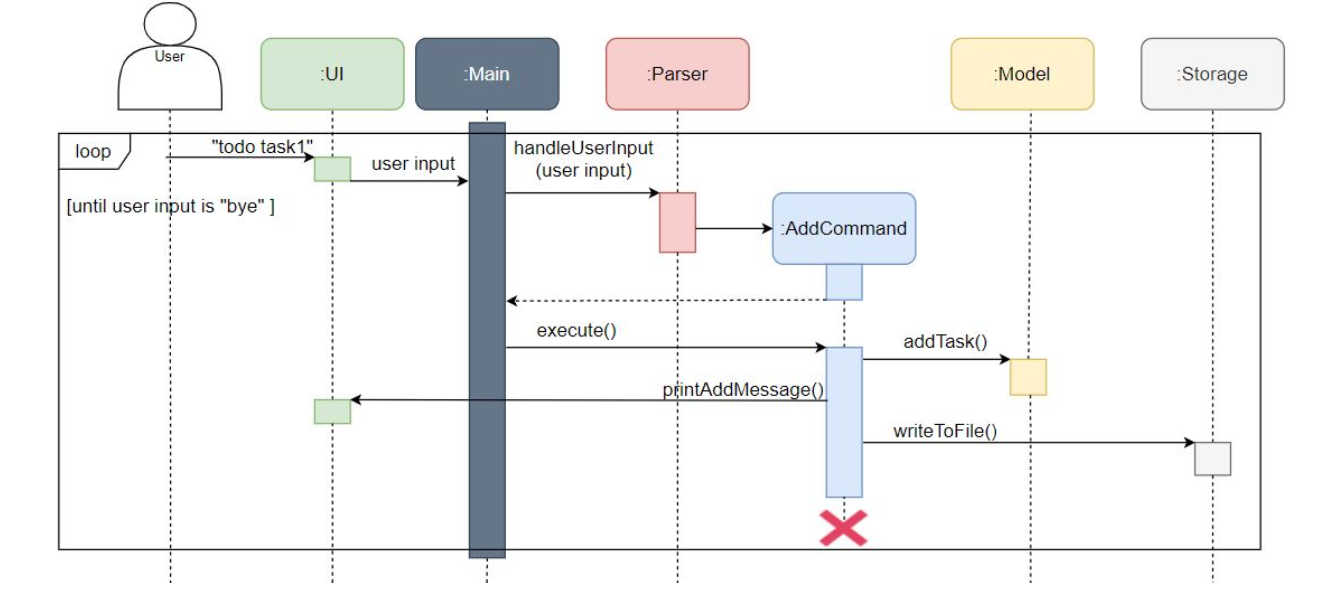 User
:UI
:Main
:Parser
:Model
:Storage
loop
"todo task1"
user input
handleUserInput
(user input)
[until user input is "bye" ]
:AddCommand
execute()
addTask()
printAddMessage()
writeToFile()